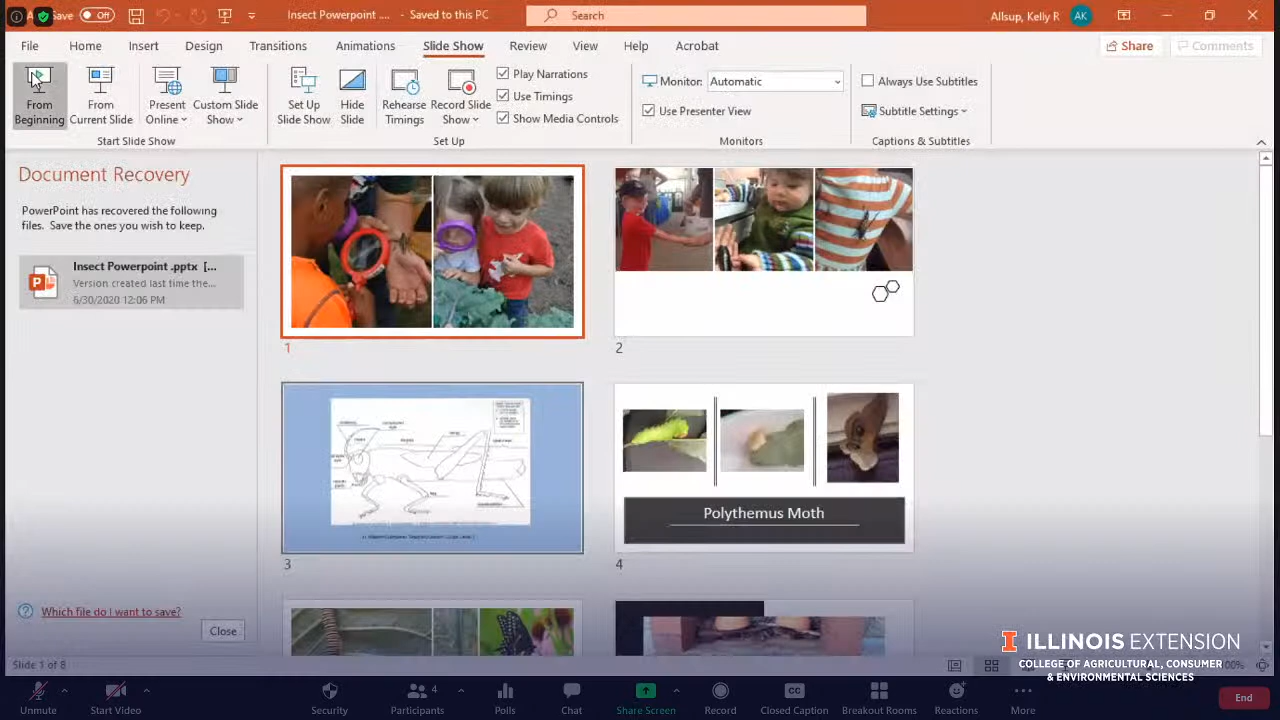 Save
Off
Insect Powerpoint .... - Saved to this PC
Search
Allsup, Kelly R
AK
File
Home
Insert
Design
Transitions
Animations
Slide Show
Review
View
Help
Acrobat
Share
Comments
From
Beginning
From
Current Slide
Present
Online
Custom Slide
Show
Start Slide Show
Set Up
Slide Show
Hide
Slide
Rehearse
Timings
Record Slide
Show
Play Narrations
Use Timings
Show Media Controls
Set Up
Monitor:
Automatic
Use Presenter View
Monitors
Always Use Subtitles
Subtitle Settings
Captions & Subtitles
Document Recovery
PowerPoint has recovered the following
files. Save the ones you wish to keep.
Insect Powerpoint .pptx [...
Version created last time the...
6/30/2020 12:06 PM
Which file do I want to save?
Close
1
2
3
Polythemus Moth
4
Slide 1 of 8
I ILLINOIS EXTENSION
COLLEGE OF AGRICULTURAL, CONSUMER
& ENVIRONMENTAL SCIENCES
Unmute
Start Video
Security
4
Participants
Polls
Chat
Share Screen
Record
CC
Closed Caption
Breakout Rooms
Reactions
More
End